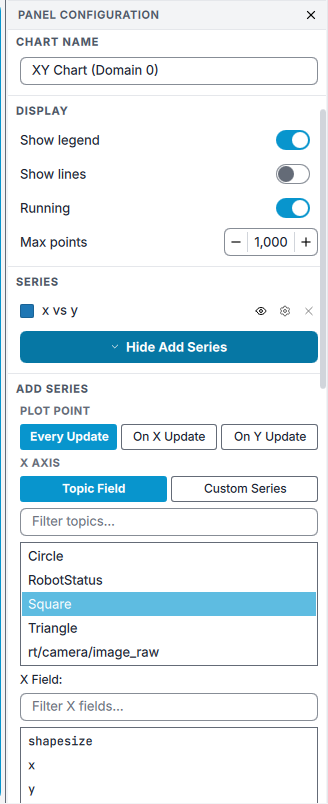 PANEL CONFIGURATION
CHART NAME
XY Chart (Domain 0)
DISPLAY
Show legend
Show lines
Running
Max points
1,000
SERIES
x vs y
Hide Add Series
ADD SERIES
PLOT POINT
Every Update On X Update On Y Update
X AXIS
Topic Field Custom Series
Filter topics...
Circle
RobotStatus
Square
Triangle
rt/camera/image_raw
X Field:
Filter X fields...
shapesize
x
y